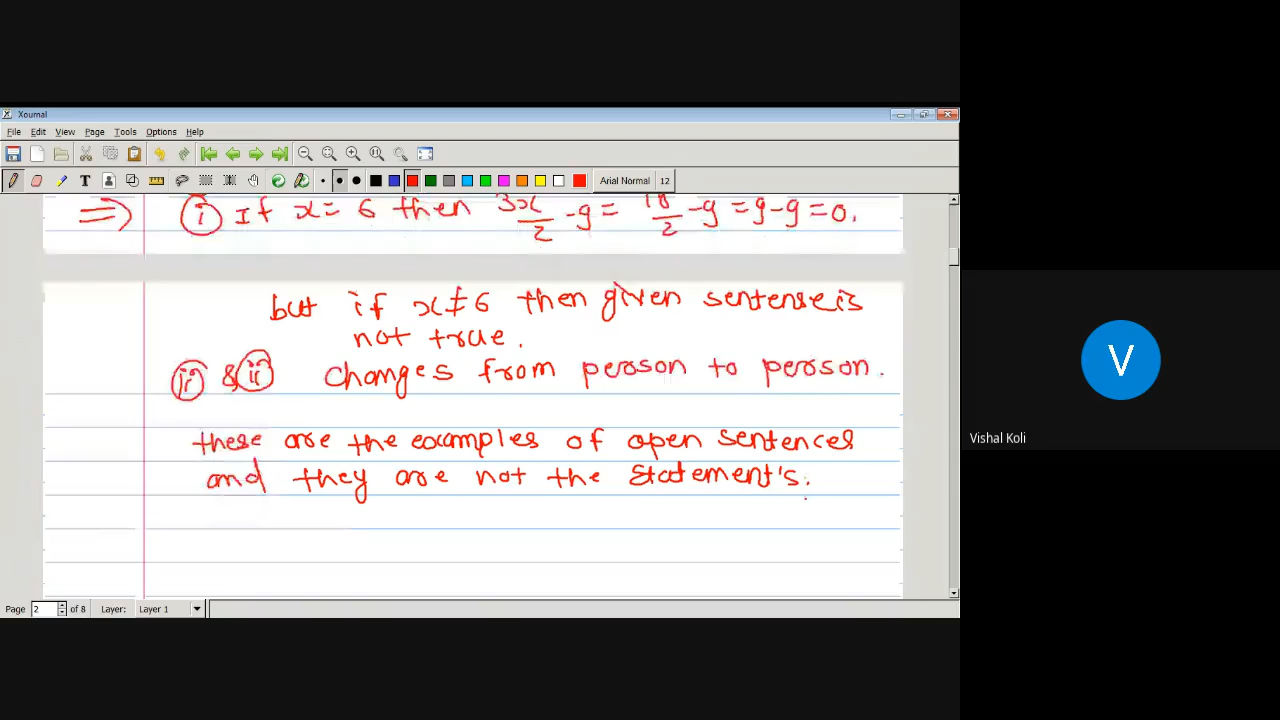 Xournal
File Edit View Page Tools Options Help
Arial Normal 12
⇒ (i) If x = 6 then 3x/2 - 9 = 18/2 - 9 = 9 - 9 = 0.
but if x ≠ 6 then given sentense is
not true.
(ii) & (iii) changes from person to person.
these are the examples of open sentences
and they are not the statement's.
Page 2 of 8 Layer: Layer 1
V
Vishal Koli